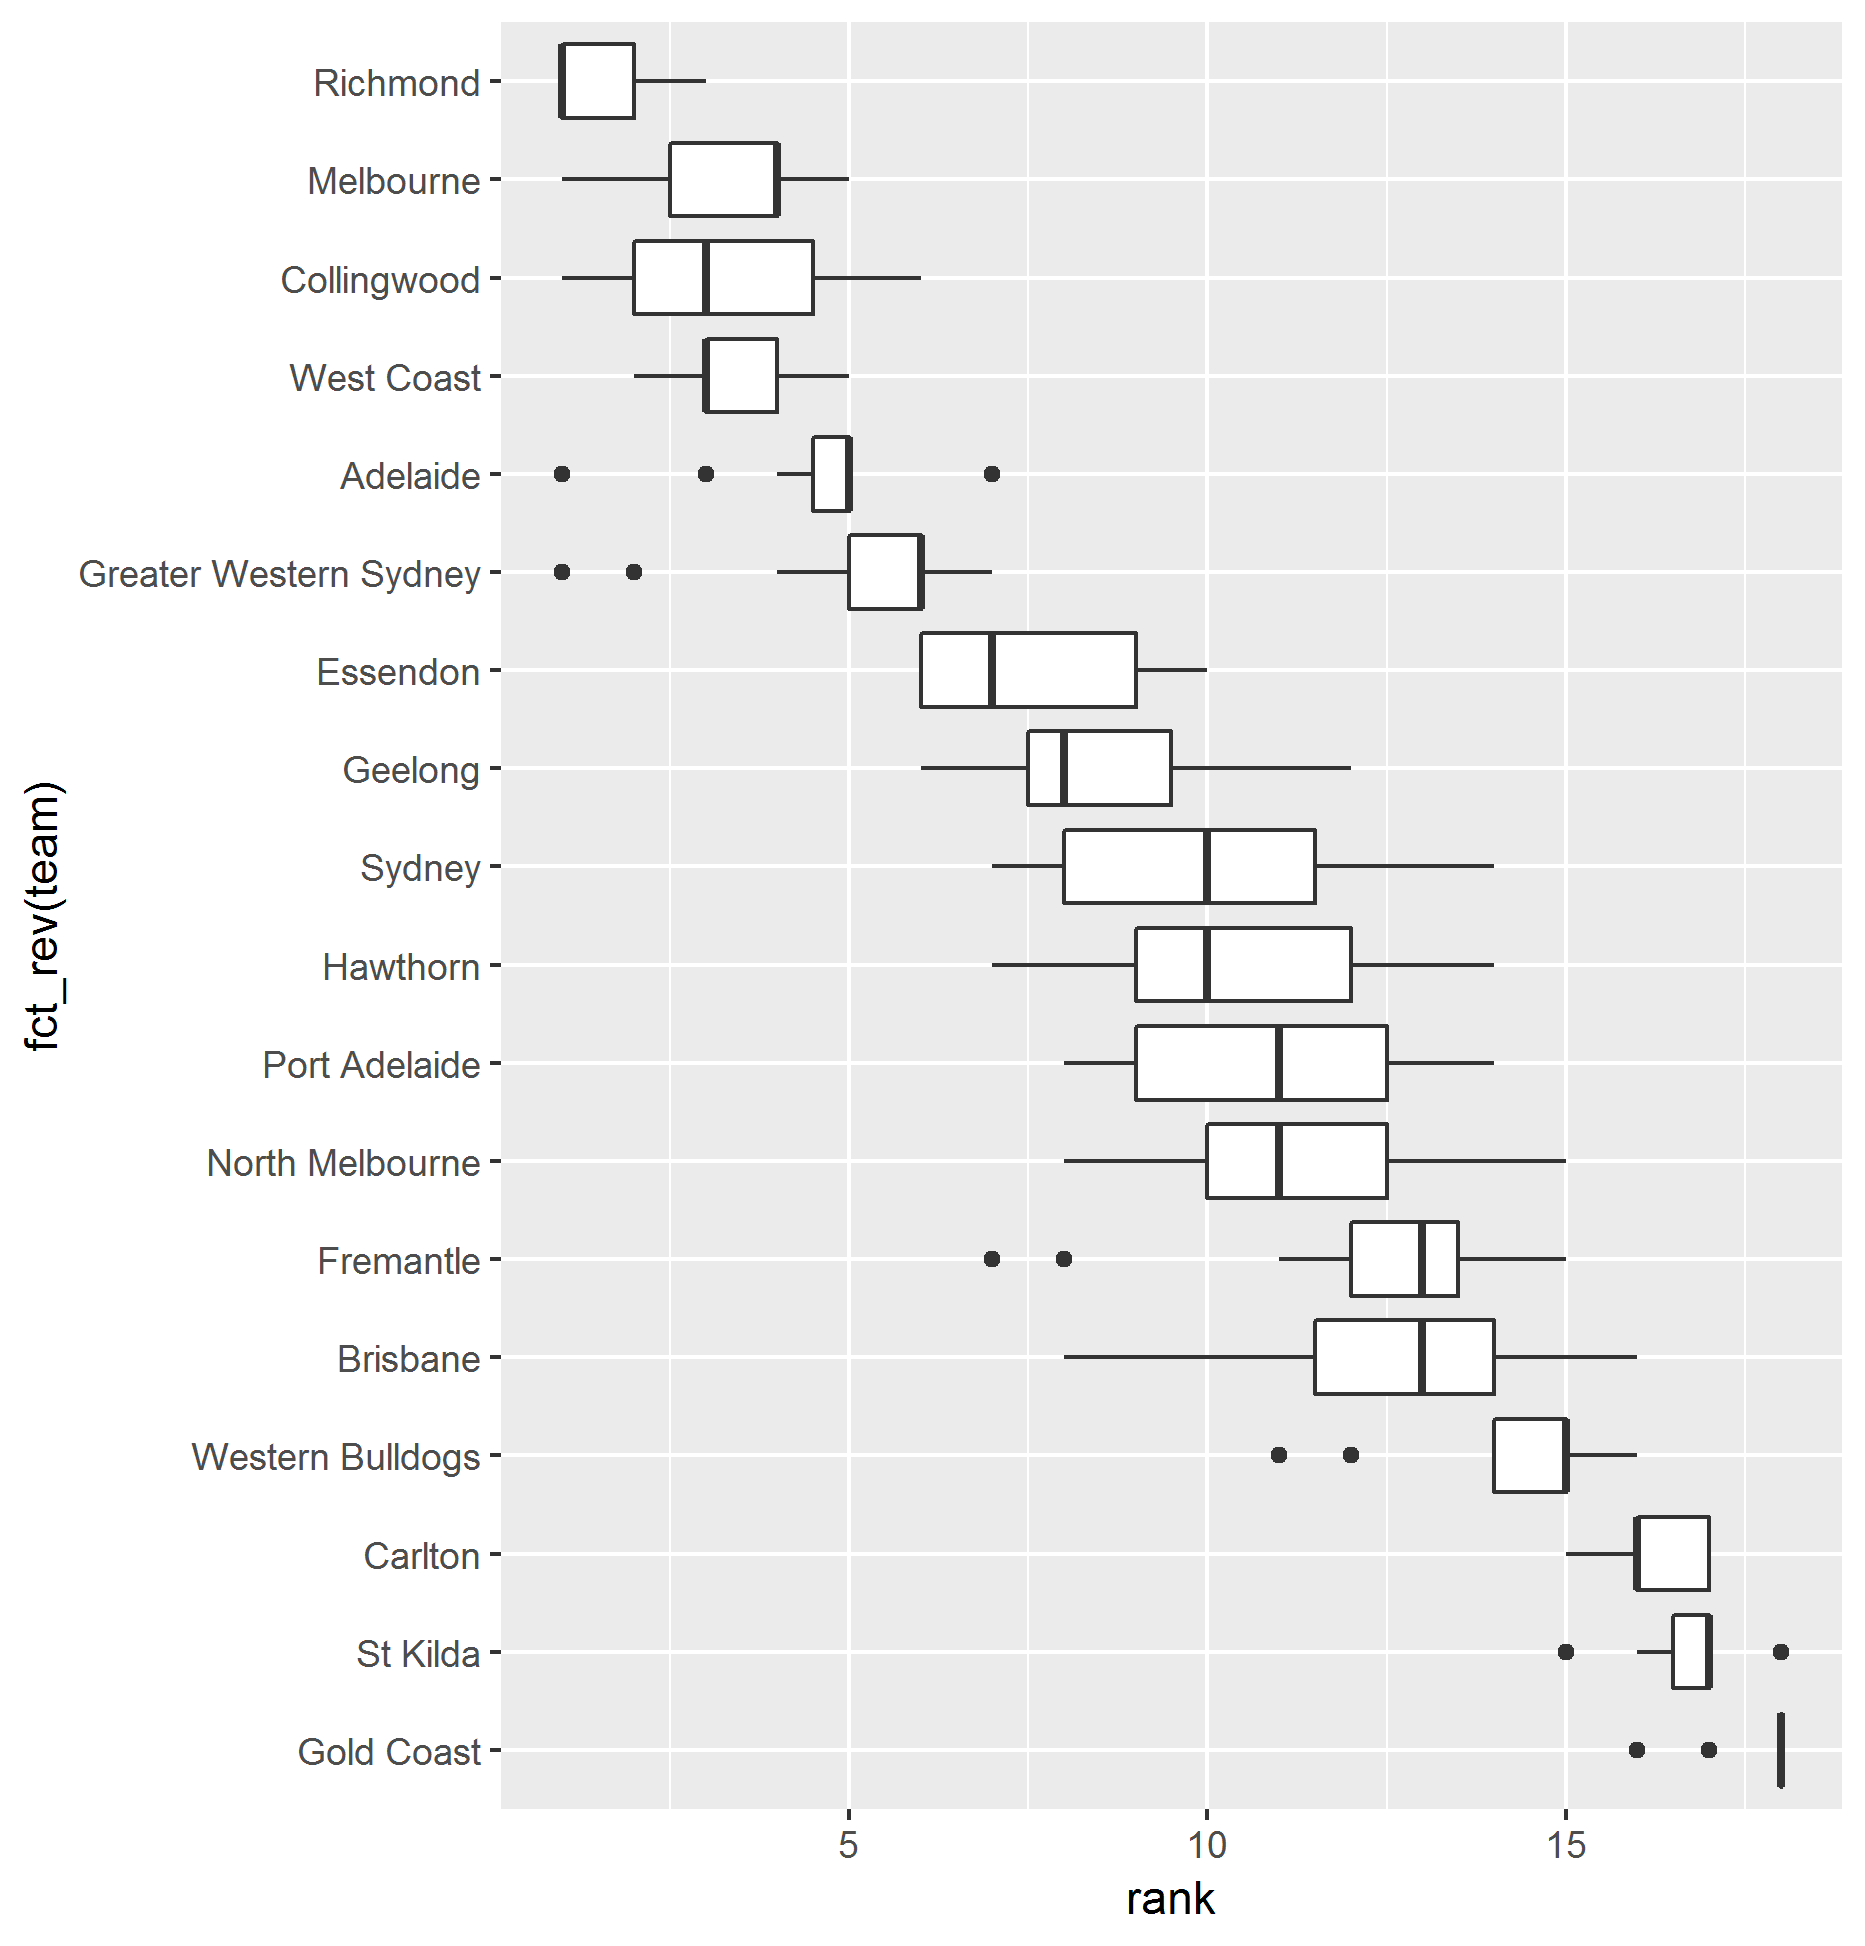 Richmond
Melbourne
Collingwood
West Coast
Adelaide
Greater Western Sydney
Essendon
Geelong
Sydney
Hawthorn
Port Adelaide
North Melbourne
Fremantle
Brisbane
Western Bulldogs
Carlton
St Kilda
Gold Coast
fct_rev(team)
5 10 15
rank